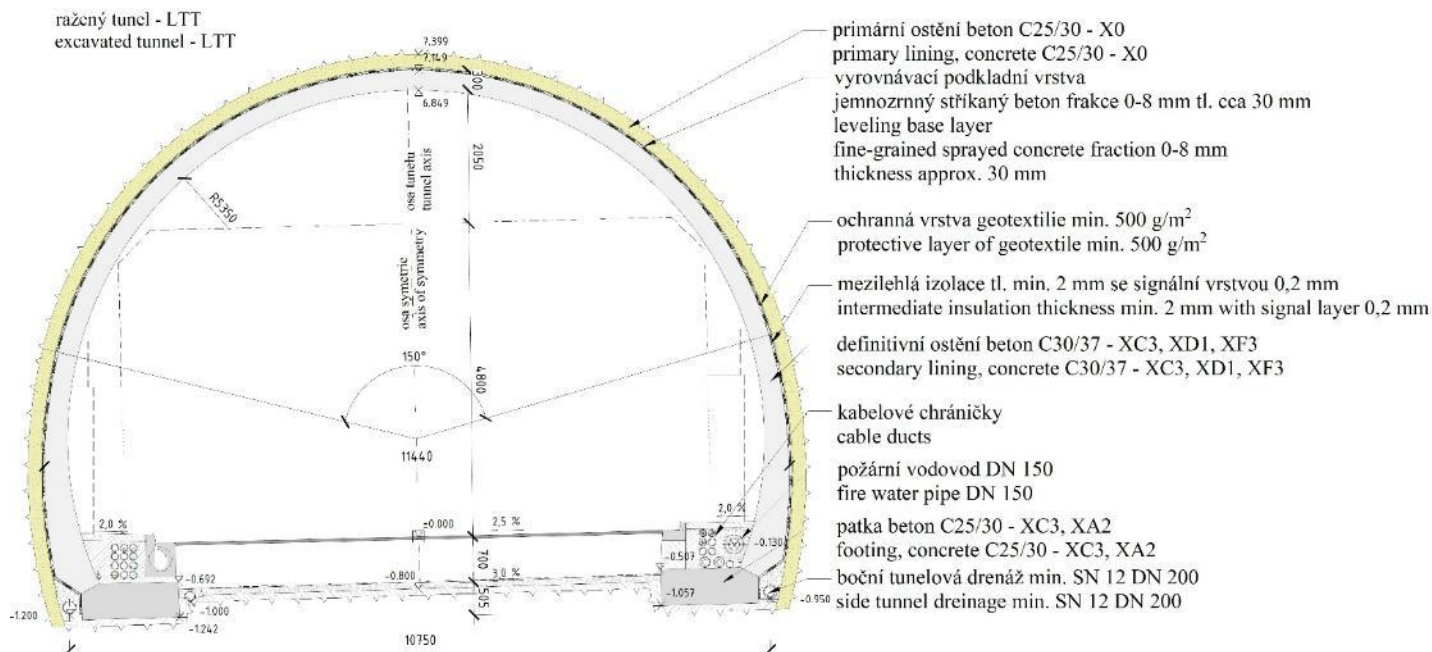 ražený tunel - LTT
excavated tunnel - LTT
7.399
7.149
6.849
300
2050
osa tunelu
tunnel axis
R5350
osa symetrie
axis of symmetry
150°
4800
11440
2,0 %
±0.000
2,5 %
2,0 %
-0.130
-0.507
-0.692
-0.800
700
3,0 %
-1.200
-1.000
-1.242
505
-1.057
-0.950
10750
primární ostění beton C25/30 - X0
primary lining, concrete C25/30 - X0
vyrovnávací podkladní vrstva
jemnozrnný stříkaný beton frakce 0-8 mm tl. cca 30 mm
leveling base layer
fine-grained sprayed concrete fraction 0-8 mm
thickness approx. 30 mm
ochranná vrstva geotextilie min. 500 g/m²
protective layer of geotextile min. 500 g/m²
mezilehlá izolace tl. min. 2 mm se signální vrstvou 0,2 mm
intermediate insulation thickness min. 2 mm with signal layer 0,2 mm
definitivní ostění beton C30/37 - XC3, XD1, XF3
secondary lining, concrete C30/37 - XC3, XD1, XF3
kabelové chráničky
cable ducts
požární vodovod DN 150
fire water pipe DN 150
patka beton C25/30 - XC3, XA2
footing, concrete C25/30 - XC3, XA2
boční tunelová drenáž min. SN 12 DN 200
side tunnel dreinage min. SN 12 DN 200